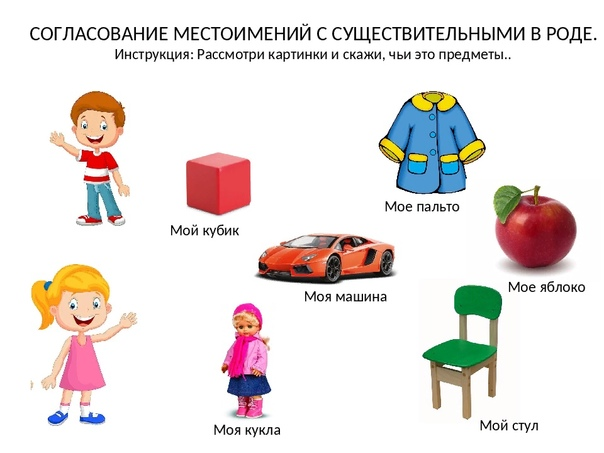 СОГЛАСОВАНИЕ МЕСТОИМЕНИЙ С СУЩЕСТВИТЕЛЬНЫМИ В РОДЕ.
Инструкция: Рассмотри картинки и скажи, чьи это предметы..
Мое пальто
Мой кубик
Мое яблоко
Моя машина
Мой стул
Моя кукла